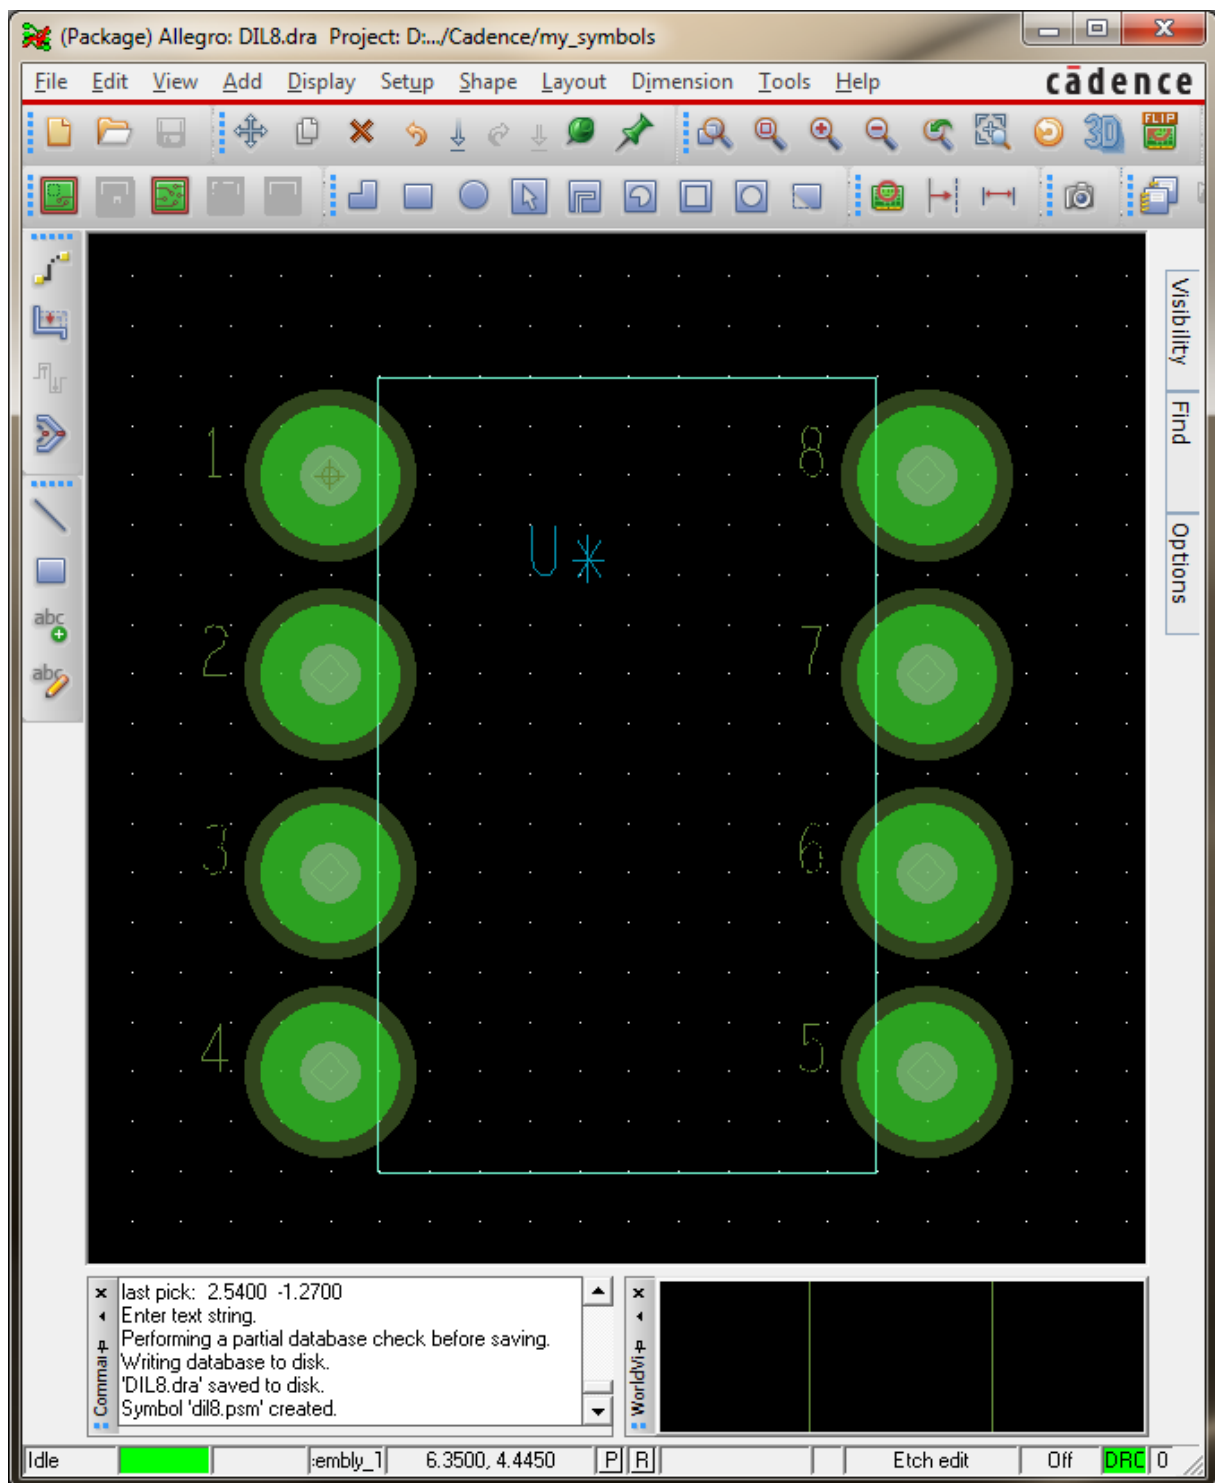 (Package) Allegro: DIL8.dra Project: D:.../Cadence/my_symbols
File Edit View Add Display Setup Shape Layout Dimension Tools Help
cādence
3D
FLIP
abc
abc
Visibility
Find
Options
1
8
U*
2
7
3
6
4
5
last pick: 2.5400 -1.2700
Enter text string.
Performing a partial database check before saving.
Writing database to disk.
'DIL8.dra' saved to disk.
Symbol 'dil8.psm' created.
Comma
WorldVi
Idle
:embly_T
6.3500, 4.4450
P
R
Etch edit
Off
DRC
0